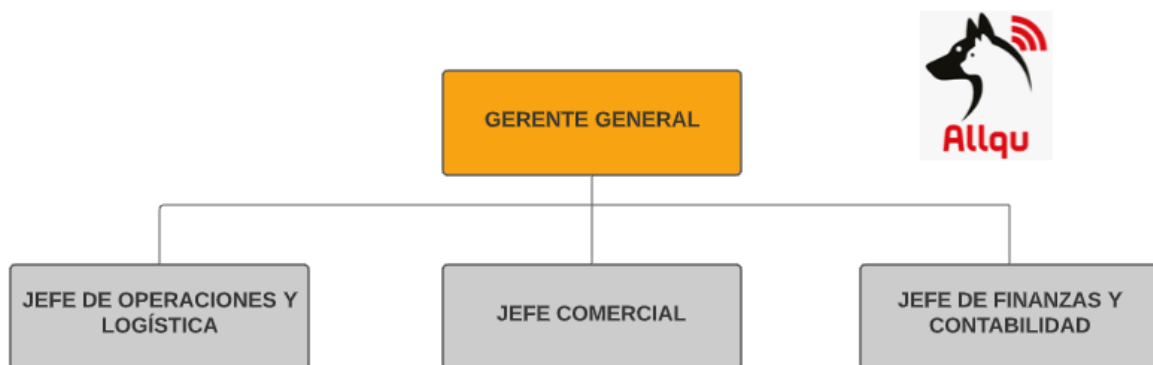 Allqu
GERENTE GENERAL
JEFE DE OPERACIONES Y
LOGÍSTICA
JEFE COMERCIAL
JEFE DE FINANZAS Y
CONTABILIDAD